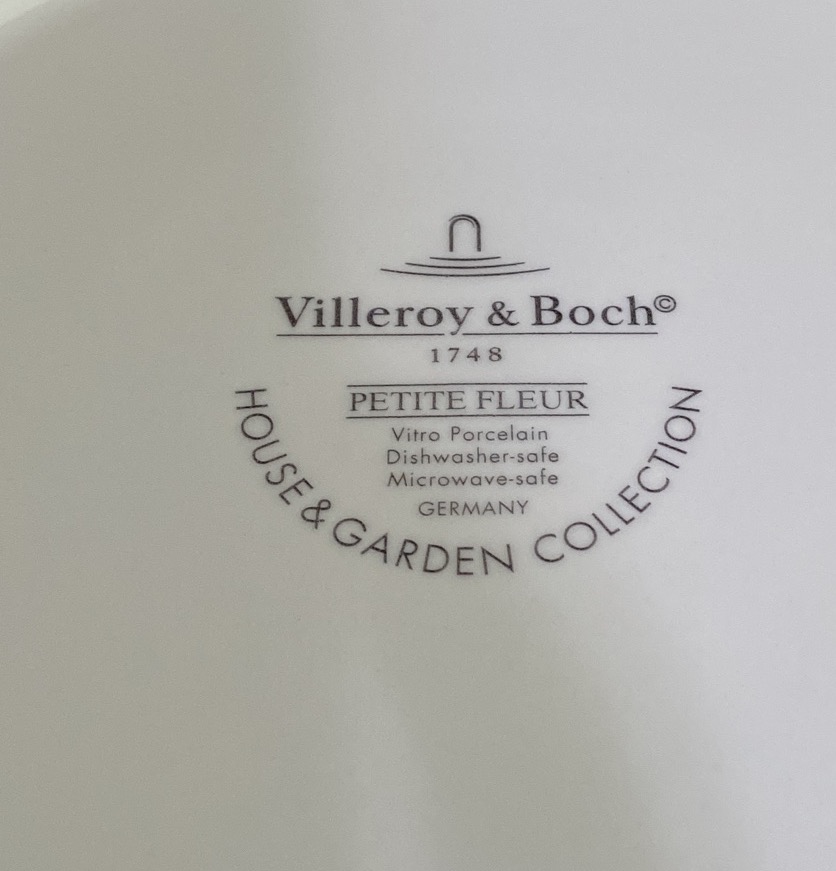 Villeroy & Boch©
1748
PETITE FLEUR
Vitro Porcelain
Dishwasher-safe
Microwave-safe
GERMANY
HOUSE & GARDEN COLLECTION